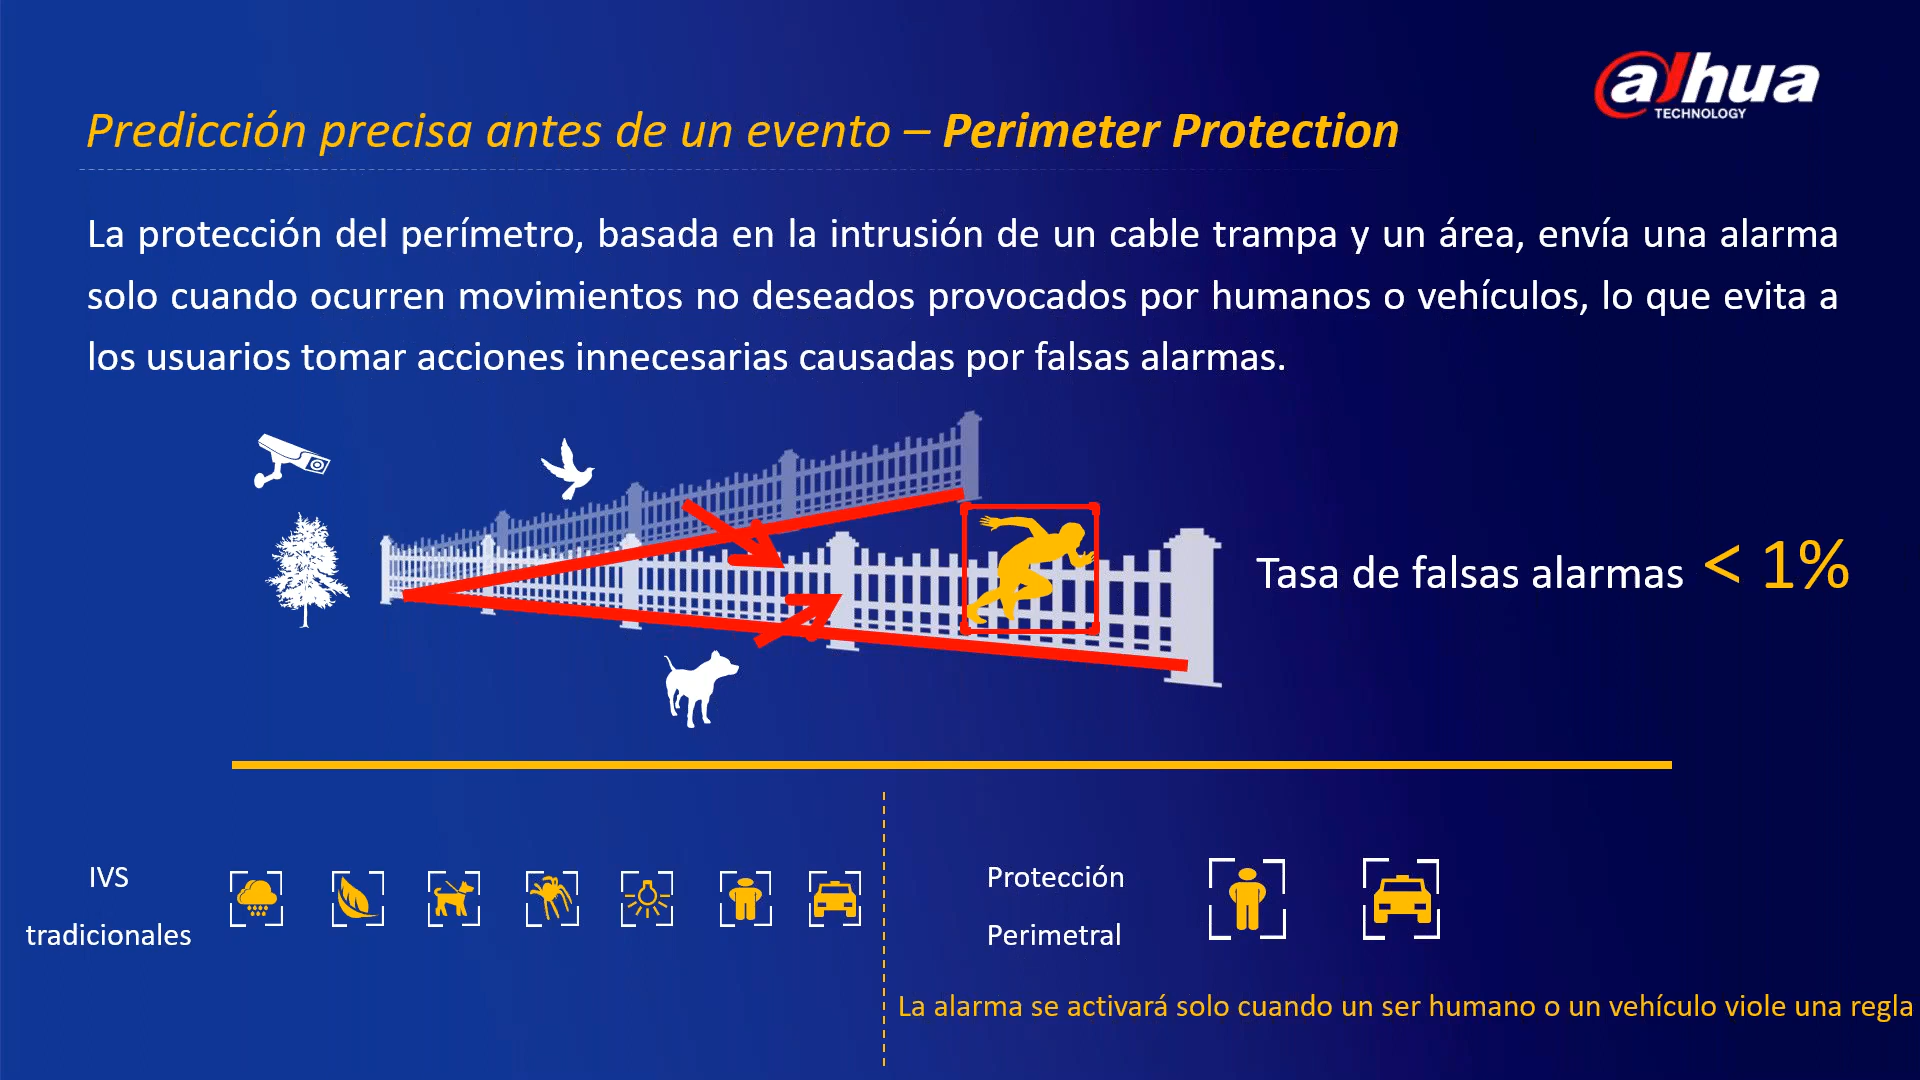 alhua
TECHNOLOGY
Predicción precisa antes de un evento – Perimeter Protection
La protección del perímetro, basada en la intrusión de un cable trampa y un área, envía una alarma
solo cuando ocurren movimientos no deseados provocados por humanos o vehículos, lo que evita a
los usuarios tomar acciones innecesarias causadas por falsas alarmas.
Tasa de falsas alarmas < 1%
IVS
tradicionales
Protección
Perimetral
La alarma se activará solo cuando un ser humano o un vehículo viole una regla